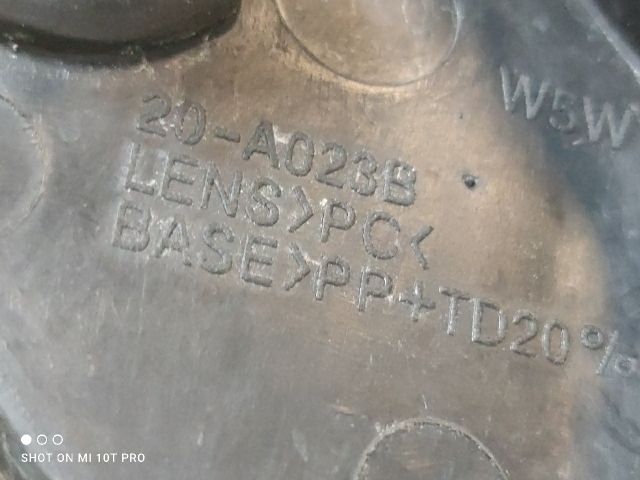 W5W
20-A023B
LENS>PC<
BASE>PP+TD20%
SHOT ON MI 10T PRO